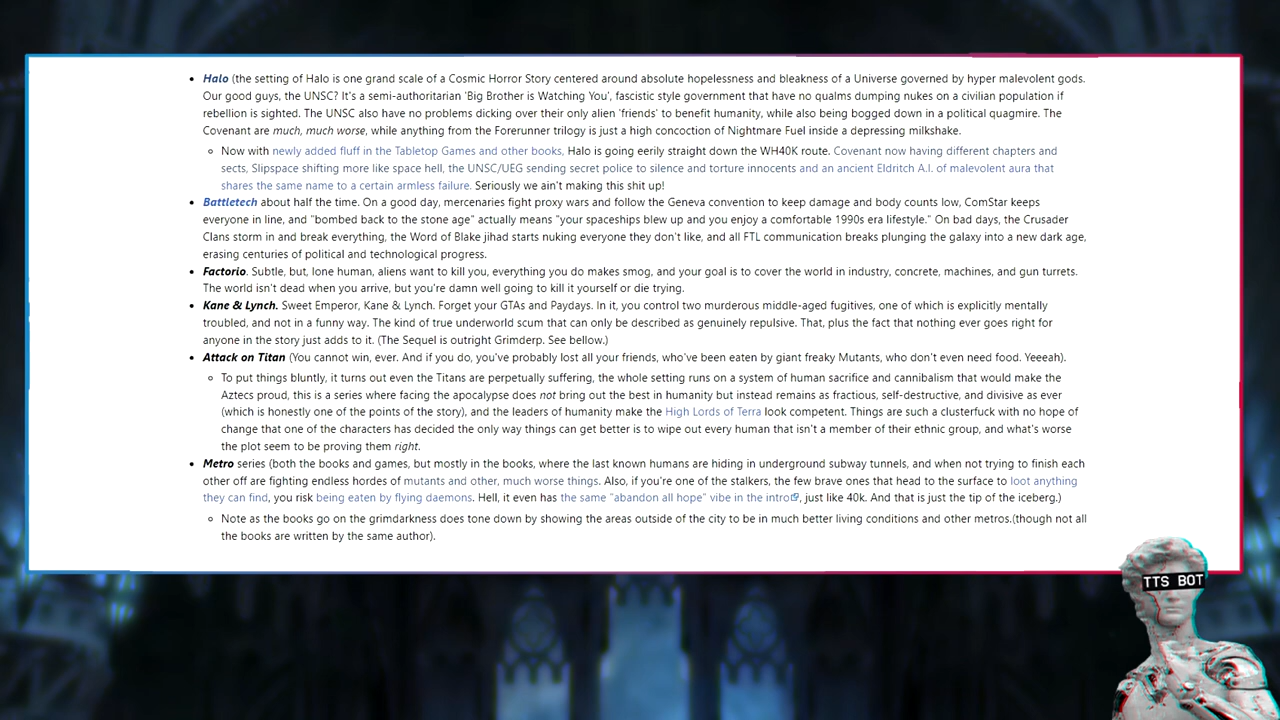 • Halo (the setting of Halo is one grand scale of a Cosmic Horror Story centered around absolute hopelessness and bleakness of a Universe governed by hyper malevolent gods.
Our good guys, the UNSC? It's a semi-authoritarian 'Big Brother is Watching You', fascistic style government that have no qualms dumping nukes on a civilian population if
rebellion is sighted. The UNSC also have no problems dicking over their only alien 'friends' to benefit humanity, while also being bogged down in a political quagmire. The
Covenant are much, much worse, while anything from the Forerunner trilogy is just a high concoction of Nightmare Fuel inside a depressing milkshake.
◦ Now with newly added fluff in the Tabletop Games and other books, Halo is going eerily straight down the WH40K route. Covenant now having different chapters
and sects, Slipspace shifting more like space hell, the UNSC/UEG sending secret police to silence and torture innocents and an ancient Eldritch A.I. of malevolent aura
that shares the same name to a certain armless failure. Seriously we ain't making this shit up!
• Battletech about half the time. On a good day, mercenaries fight proxy wars and follow the Geneva convention to keep damage and body counts low, ComStar keeps
everyone in line, and "bombed back to the stone age" actually means "your spaceships blew up and you enjoy a comfortable 1990s era lifestyle." On bad days, the Crusader
Clans storm in and break everything, the Word of Blake jihad starts nuking everyone they don't like, and all FTL communication breaks plunging the galaxy into a new dark age,
erasing centuries of political and technological progress.
• Factorio. Subtle, but, lone human, aliens want to kill you, everything you do makes smog, and your goal is to cover the world in industry, concrete, machines, and gun turrets.
The world isn't dead when you arrive, but you're damn well going to kill it yourself or die trying.
• Kane & Lynch. Sweet Emperor, Kane & Lynch. Forget your GTAs and Paydays. In it, you control two murderous middle-aged fugitives, one of which is explicitly mentally
troubled, and not in a funny way. The kind of true underworld scum that can only be described as genuinely repulsive. That, plus the fact that nothing ever goes right for
anyone in the story just adds to it. (The Sequel is outright Grimderp. See bellow.)
• Attack on Titan (You cannot win, ever. And if you do, you've probably lost all your friends, who've been eaten by giant freaky Mutants, who don't even need food. Yeeeah).
◦ To put things bluntly, it turns out even the Titans are perpetually suffering, the whole setting runs on a system of human sacrifice and cannibalism that would make the
Aztecs proud, this is a series where facing the apocalypse does not bring out the best in humanity but instead remains as fractious, self-destructive, and divisive as ever
(which is honestly one of the points of the story), and the leaders of humanity make the High Lords of Terra look competent. Things are such a clusterfuck with no hope of
change that one of the characters has decided the only way things can get better is to wipe out every human that isn't a member of their ethnic group, and what's worse
the plot seem to be proving them right.
• Metro series (both the books and games, but mostly in the books, where the last known humans are hiding in underground subway tunnels, and when not trying to finish each
other off are fighting endless hordes of mutants and other, much worse things. Also, if you're one of the stalkers, the few brave ones that head to the surface to loot anything
they can find, you risk being eaten by flying daemons. Hell, it even has the same "abandon all hope" vibe in the intro, just like 40k. And that is just the tip of the iceberg.)
◦ Note as the books go on the grimdarkness does tone down by showing the areas outside of the city to be in much better living conditions and other metros.(though not all
the books are written by the same author).
TTS BOT